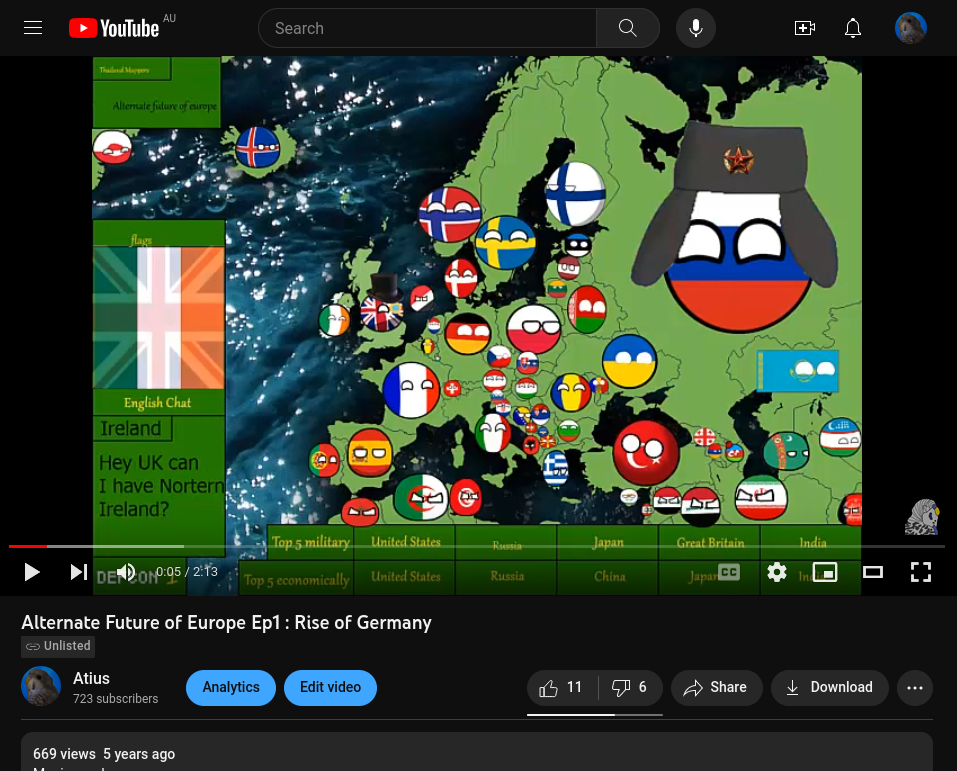 YouTube AU
Search
Thailand Mappers
Alternate future of europe
flags
English Chat
Ireland
Hey UK can
I have Nortern
Ireland?
DEFCON 1
Top 5 military United States Russia Japan Great Britain India
Top 5 economically United States Russia China Japan
0:05 / 2:13
CC
Alternate Future of Europe Ep1 : Rise of Germany
Unlisted
Atius
723 subscribers
Analytics
Edit video
11
6
Share
Download
669 views 5 years ago